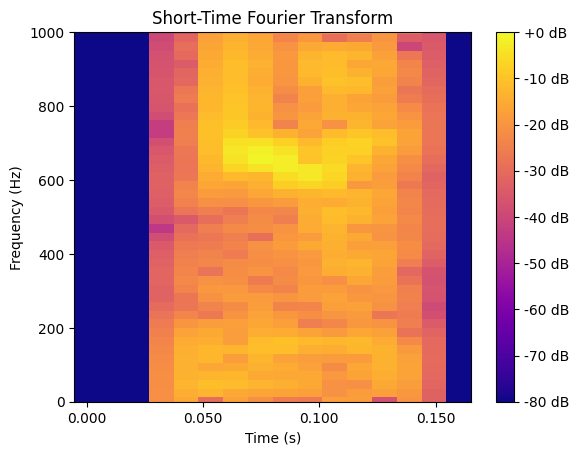 Short-Time Fourier Transform
1000
800
600
400
200
0
Frequency (Hz)
0.000
0.050
0.100
0.150
Time (s)
+0 dB
-10 dB
-20 dB
-30 dB
-40 dB
-50 dB
-60 dB
-70 dB
-80 dB